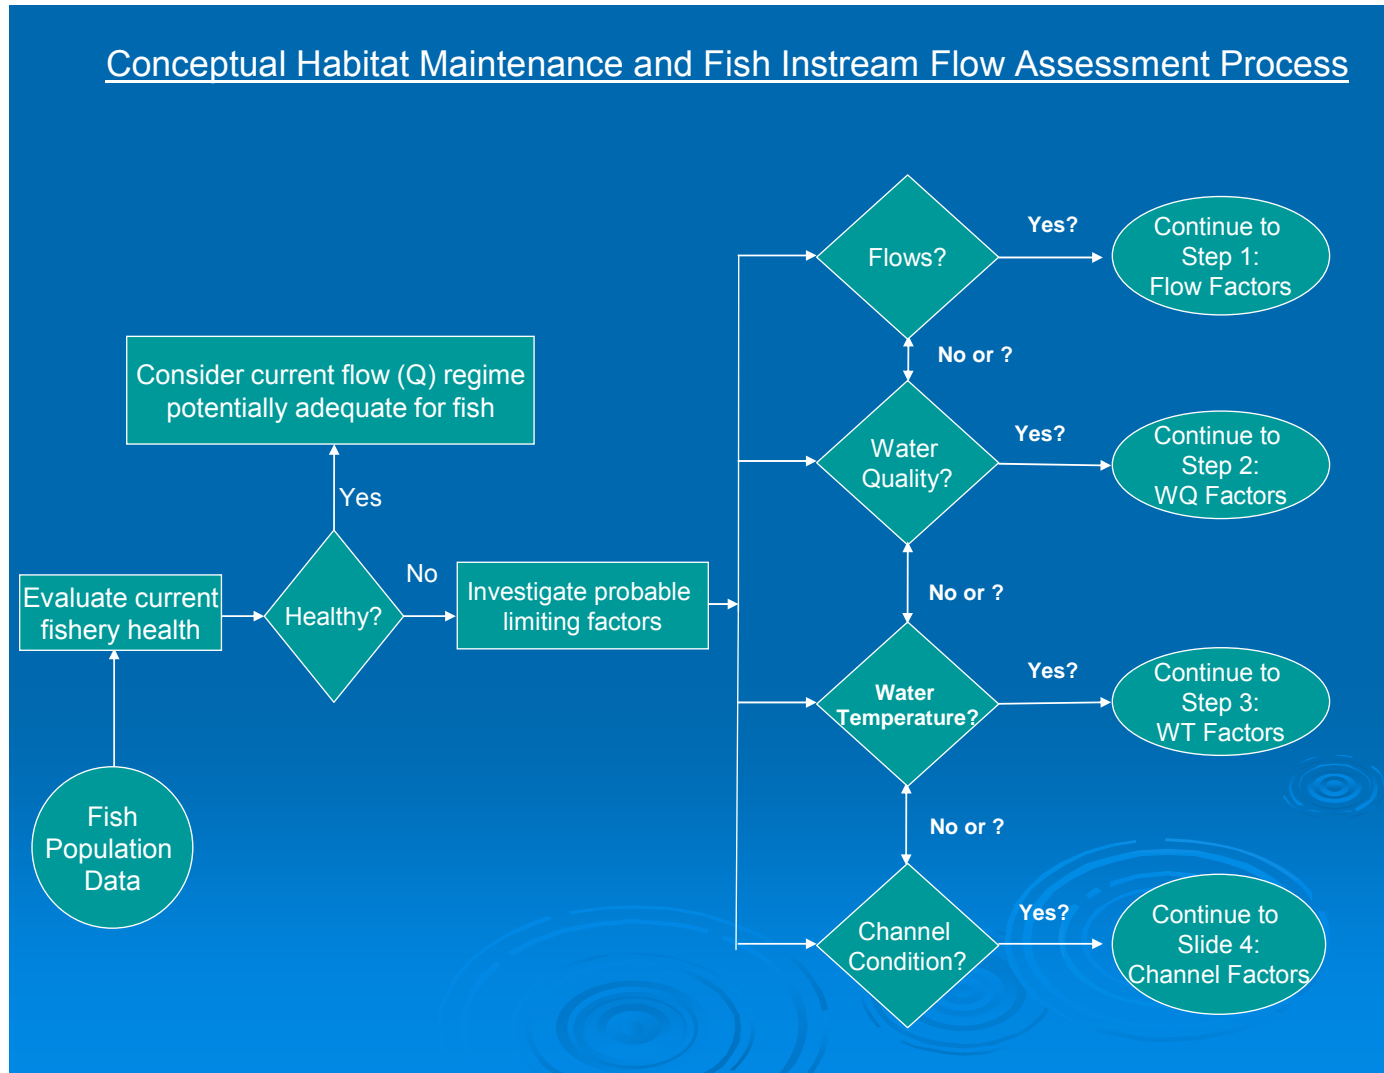 Conceptual Habitat Maintenance and Fish Instream Flow Assessment Process
Flows?
Yes?
Continue to
Step 1:
Flow Factors
No or ?
Consider current flow (Q) regime
potentially adequate for fish
Water
Quality?
Yes?
Continue to
Step 2:
WQ Factors
Yes
No or ?
Evaluate current
fishery health
Healthy?
No
Investigate probable
limiting factors
Water
Temperature?
Yes?
Continue to
Step 3:
WT Factors
No or ?
Fish
Population
Data
Channel
Condition?
Yes?
Continue to
Slide 4:
Channel Factors